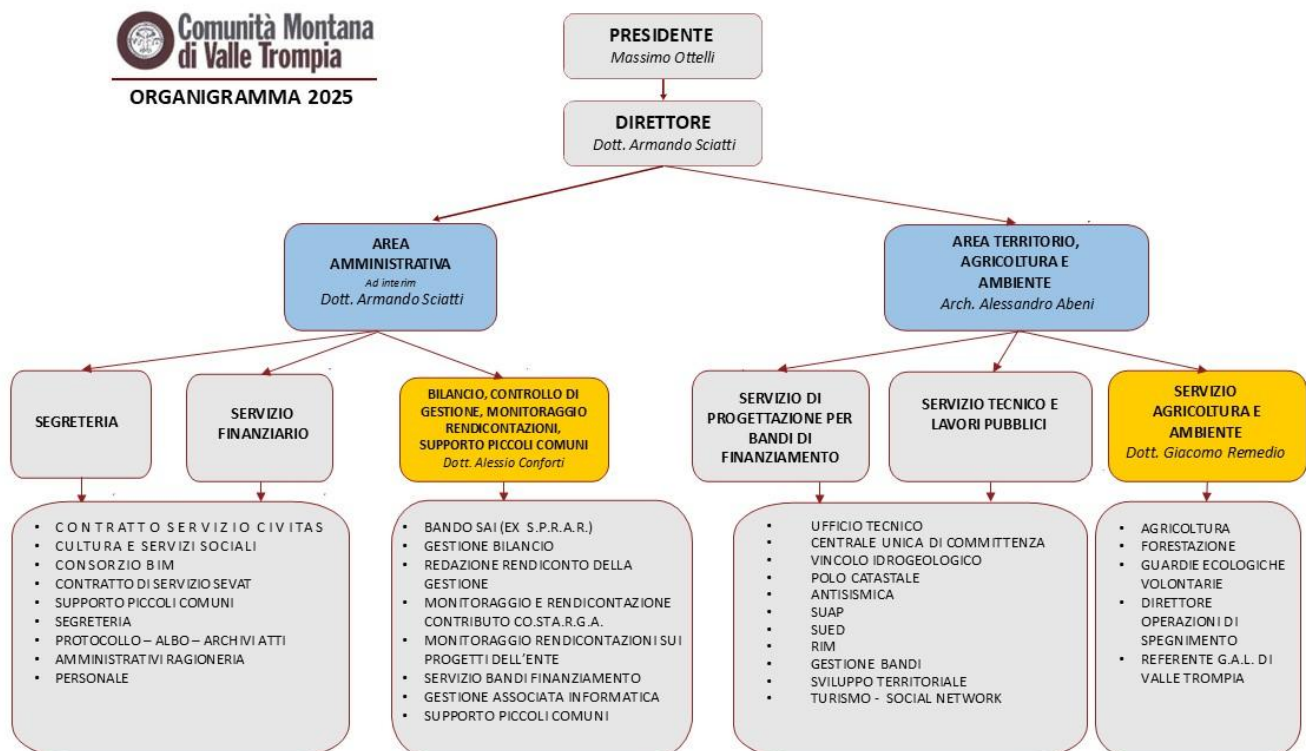 Comunità Montana
di Valle Trompia
ORGANIGRAMMA 2025
PRESIDENTE
Massimo Ottelli
DIRETTORE
Dott. Armando Sciatti
AREA
AMMINISTRATIVA
Ad interim
Dott. Armando Sciatti
AREA TERRITORIO,
AGRICOLTURA E
AMBIENTE
Arch. Alessandro Abeni
SEGRETERIA
SERVIZIO
FINANZIARIO
BILANCIO, CONTROLLO DI
GESTIONE, MONITORAGGIO
RENDICONTAZIONI,
SUPPORTO PICCOLI COMUNI
Dott. Alessio Conforti
SERVIZIO DI
PROGETTAZIONE PER
BANDI DI
FINANZIAMENTO
SERVIZIO TECNICO E
LAVORI PUBBLICI
SERVIZIO
AGRICOLTURA E
AMBIENTE
Dott. Giacomo Remedio
• CONTRATTO SERVIZIO CIVITAS
• CULTURA E SERVIZI SOCIALI
• CONSORZIO BIM
• CONTRATTO DI SERVIZIO SEVAT
• SUPPORTO PICCOLI COMUNI
• SEGRETERIA
• PROTOCOLLO – ALBO – ARCHIVI ATTI
• AMMINISTRATIVI RAGIONERIA
• PERSONALE
• BANDO SAI (EX S.P.R.A.R.)
• GESTIONE BILANCIO
• REDAZIONE RENDICONTO DELLA
GESTIONE
• MONITORAGGIO E RENDICONTAZIONE
CONTRIBUTO CO.STA.R.G.A.
• MONITORAGGIO RENDICONTAZIONI SUI
PROGETTI DELL'ENTE
• SERVIZIO BANDI FINANZIAMENTO
• GESTIONE ASSOCIATA INFORMATICA
• SUPPORTO PICCOLI COMUNI
• UFFICIO TECNICO
• CENTRALE UNICA DI COMMITTENZA
• VINCOLO IDROGEOLOGICO
• POLO CATASTALE
• ANTISISMICA
• SUAP
• SUED
• RIM
• GESTIONE BANDI
• SVILUPPO TERRITORIALE
• TURISMO - SOCIAL NETWORK
• AGRICOLTURA
• FORESTAZIONE
• GUARDIE ECOLOGICHE
VOLONTARIE
• DIRETTORE
OPERAZIONI DI
SPEGNIMENTO
• REFERENTE G.A.L. DI
VALLE TROMPIA